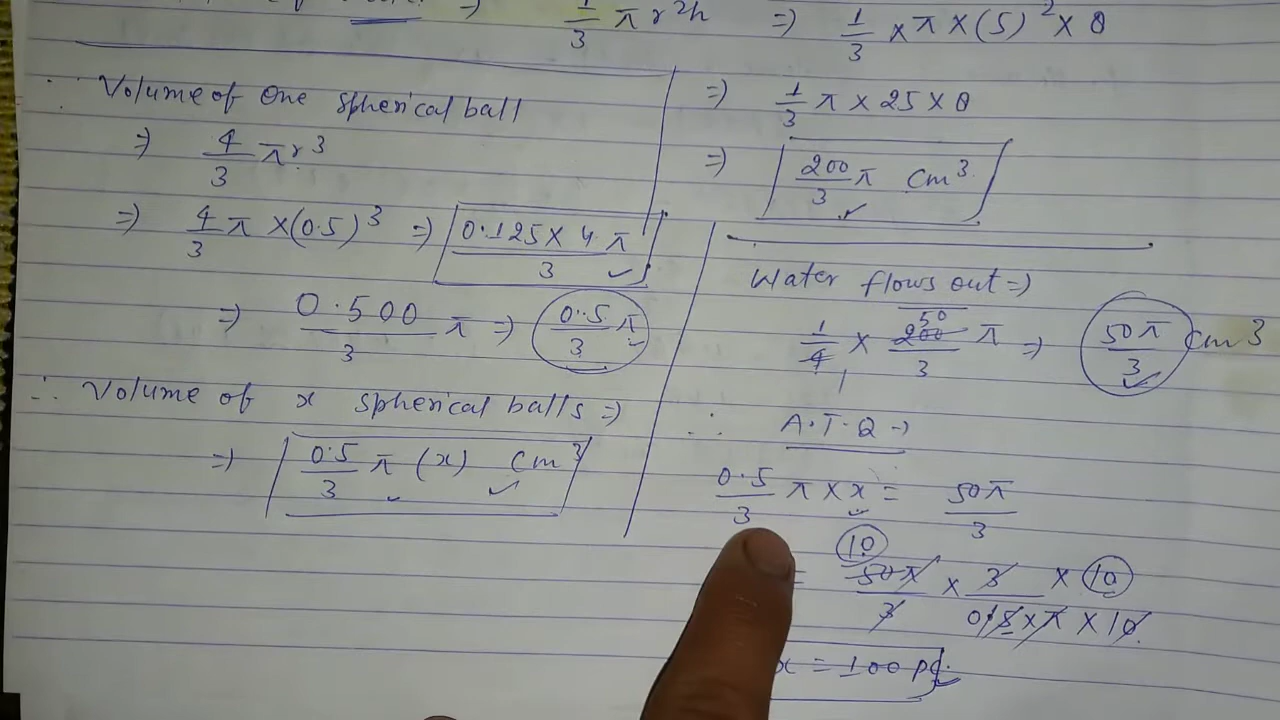 ⇒ 1/3 π r²h ⇒ 1/3 × π × (5)² × 8
∴ Volume of one spherical ball
⇒ 4/3 π r³
⇒ 4/3 π × (0.5)³ ⇒ 0.125 × 4 π / 3
⇒ 0.500/3 π ⇒ 0.5/3 π
∴ Volume of x spherical balls ⇒
⇒ 0.5/3 π (x) cm³
⇒ 1/3 π × 25 × 8
⇒ 200/3 π cm³
Water flows out ⇒
1/4 × 200/3 π ⇒ 50π/3 cm³
50
1
∴ A.T.Q →
0.5/3 π × x = 50π/3
10
= 50π/3 × 3/0.5×π×10 × 10
x = 100